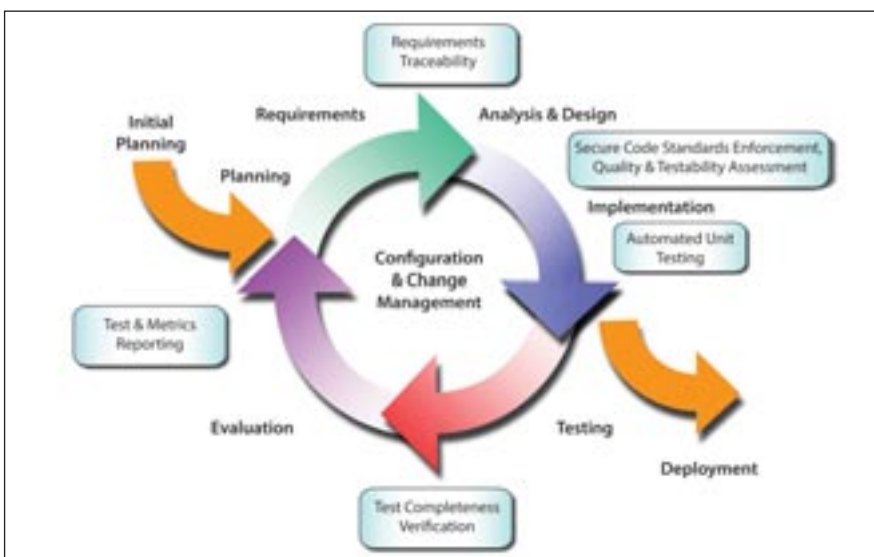 Requirements
Traceability
Requirements
Analysis & Design
Initial
Planning
Secure Code Standards Enforcement,
Quality & Testability Assessment
Planning
Implementation
Automated Unit
Testing
Configuration
& Change
Management
Test & Metrics
Reporting
Evaluation
Testing
Deployment
Test Completeness
Verification